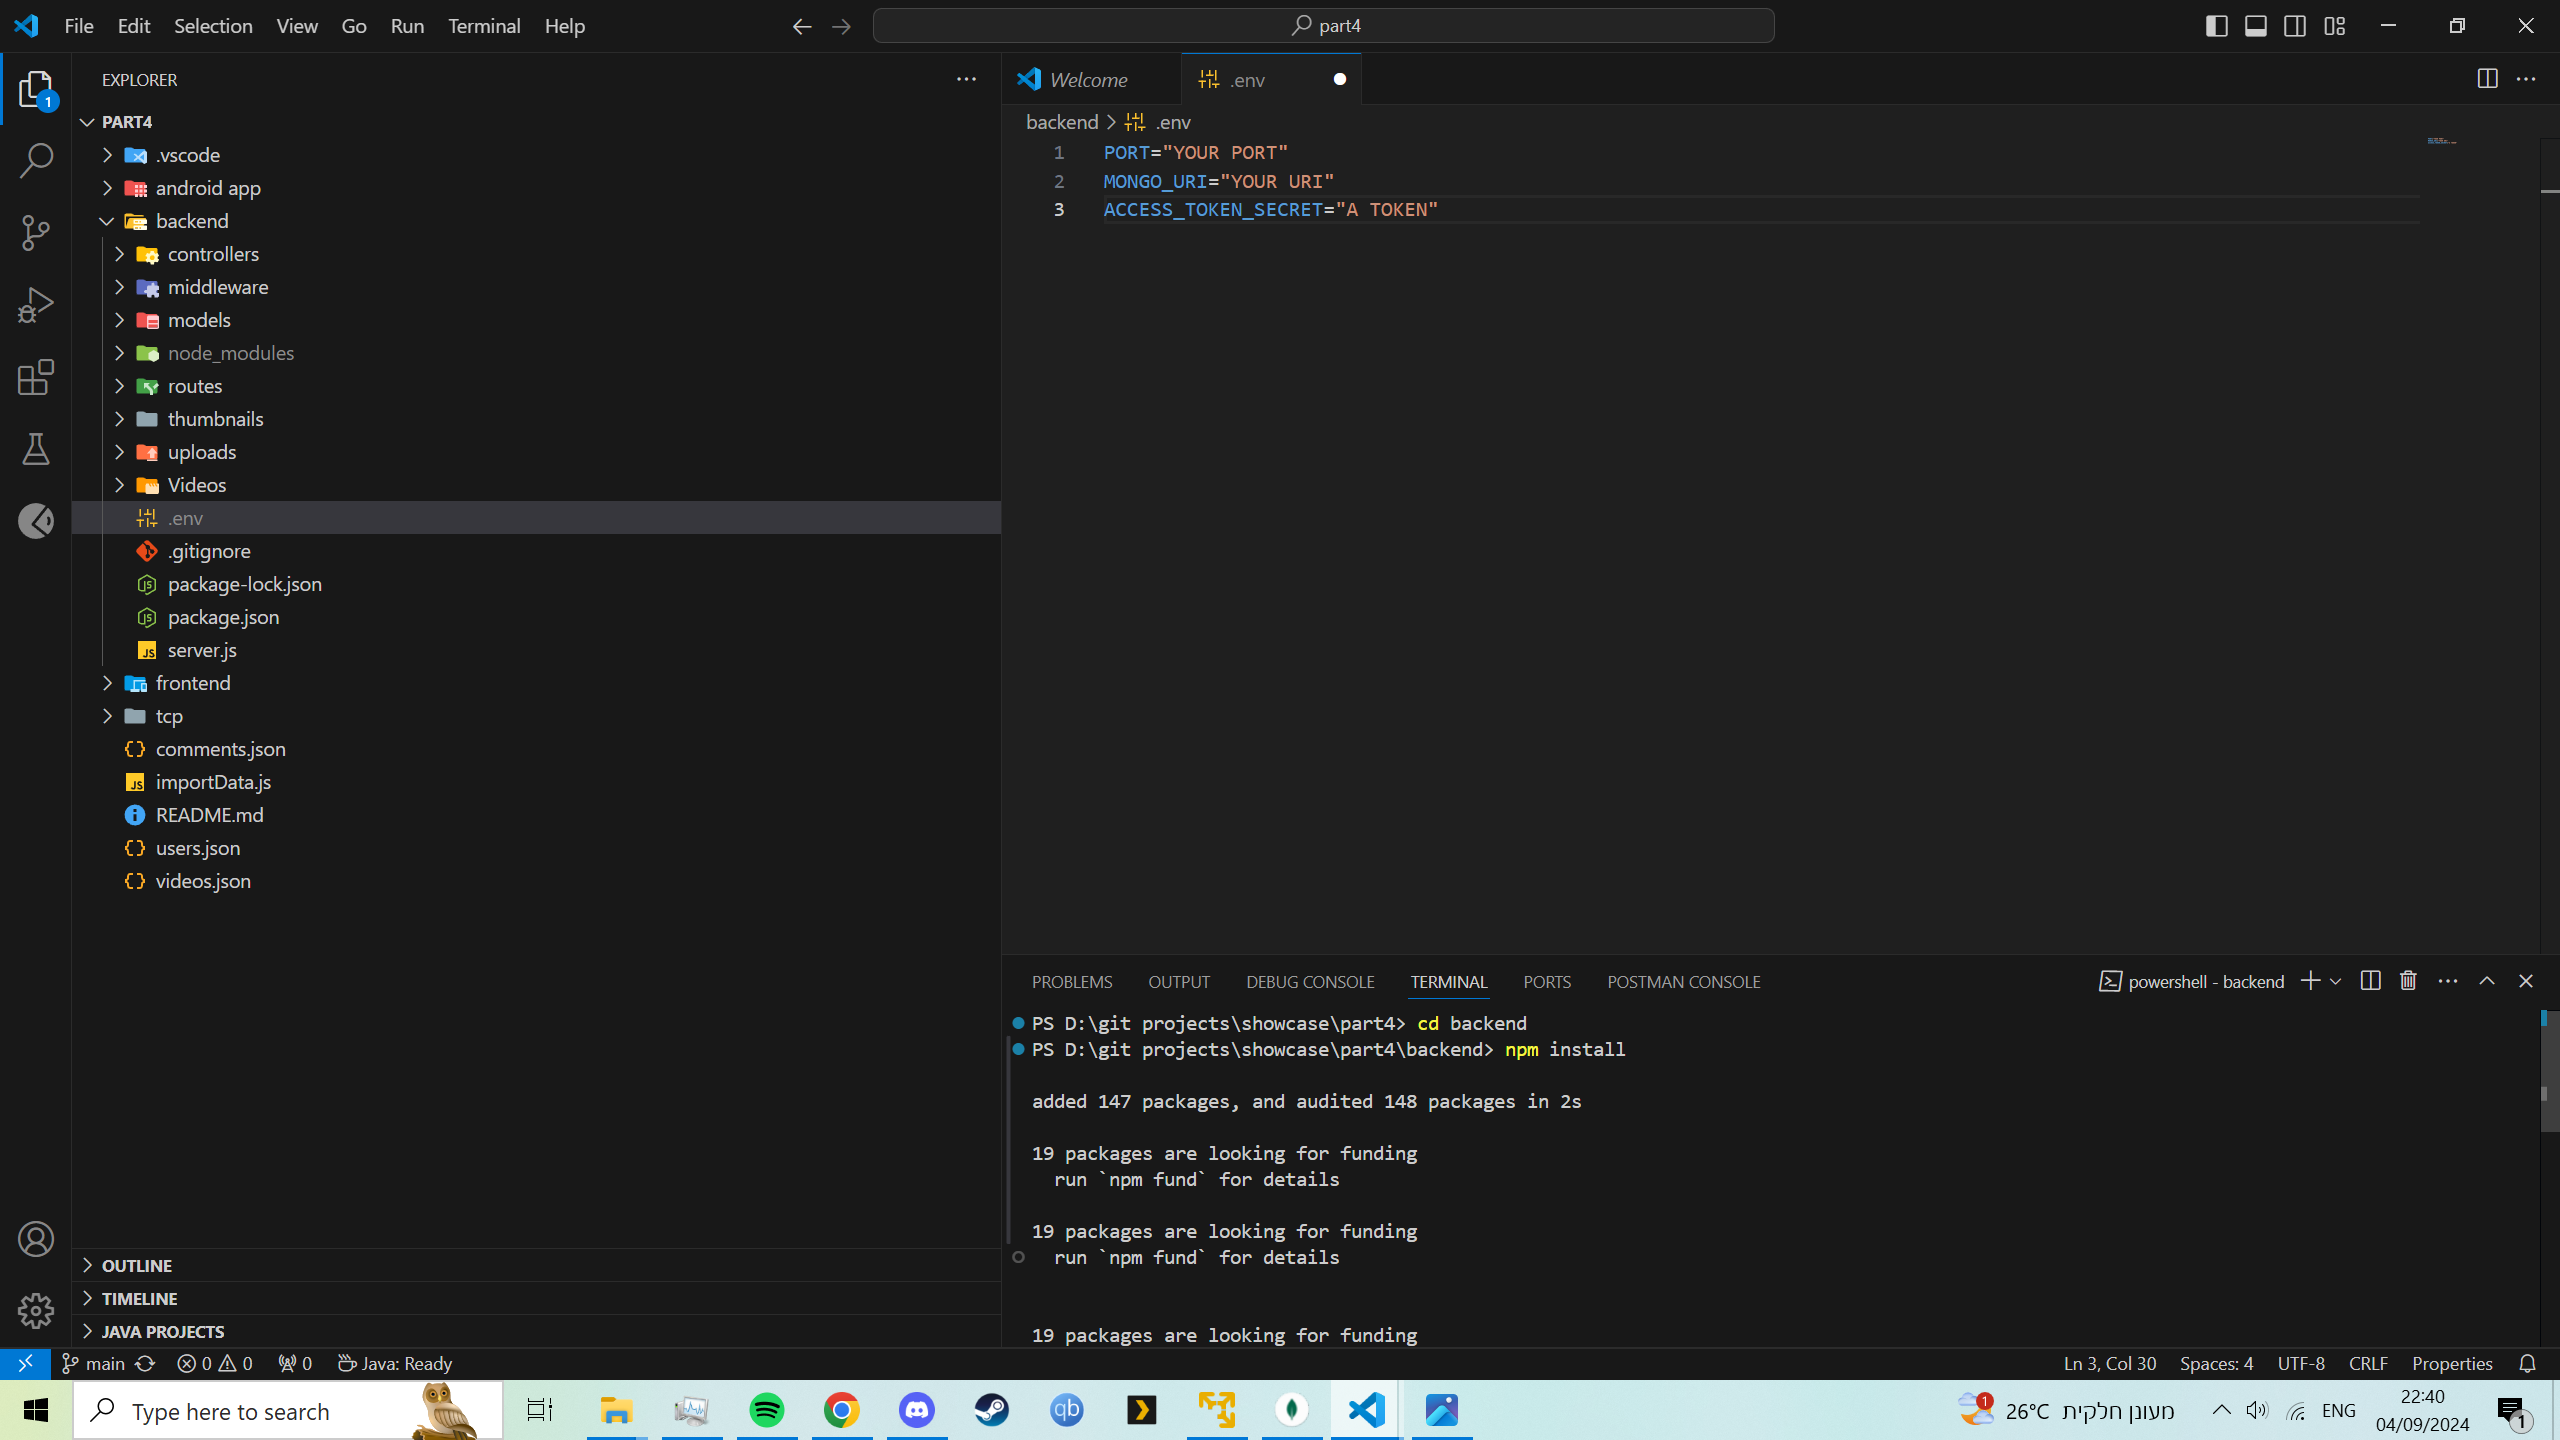 File Edit Selection View Go Run Terminal Help
part4
EXPLORER
PART4
.vscode
android app
backend
controllers
middleware
models
node_modules
routes
thumbnails
uploads
Videos
.env
.gitignore
package-lock.json
package.json
server.js
frontend
tcp
comments.json
importData.js
README.md
users.json
videos.json
OUTLINE
TIMELINE
JAVA PROJECTS
1
Welcome .env
backend > .env
1 PORT="YOUR PORT"
2 MONGO_URI="YOUR URI"
3 ACCESS_TOKEN_SECRET="A TOKEN"
PROBLEMS OUTPUT DEBUG CONSOLE TERMINAL PORTS POSTMAN CONSOLE
powershell - backend
PS D:\git projects\showcase\part4> cd backend
PS D:\git projects\showcase\part4\backend> npm install
added 147 packages, and audited 148 packages in 2s
19 packages are looking for funding
run `npm fund` for details
19 packages are looking for funding
run `npm fund` for details
19 packages are looking for funding
main 0 0 0 Java: Ready
Ln 3, Col 30 Spaces: 4 UTF-8 CRLF Properties
Type here to search
qb
1
26°C מעונן חלקית
ENG
22:40
04/09/2024
1